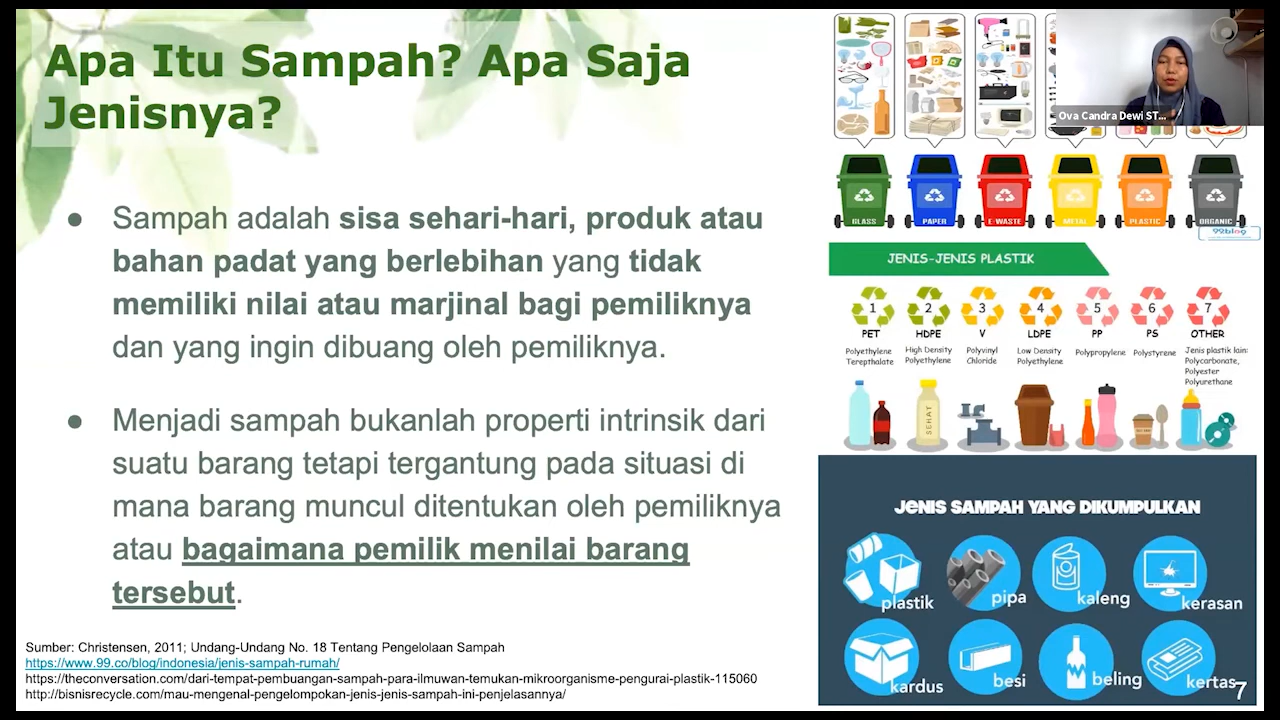 Apa Itu Sampah? Apa Saja
Jenisnya?
● Sampah adalah sisa sehari-hari, produk atau
bahan padat yang berlebihan yang tidak
memiliki nilai atau marjinal bagi pemiliknya
dan yang ingin dibuang oleh pemiliknya.
● Menjadi sampah bukanlah properti intrinsik dari
suatu barang tetapi tergantung pada situasi di
mana barang muncul ditentukan oleh pemiliknya
atau bagaimana pemilik menilai barang
tersebut.
Sumber: Christensen, 2011; Undang-Undang No. 18 Tentang Pengelolaan Sampah
https://www.99.co/blog/indonesia/jenis-sampah-rumah/
https://theconversation.com/dari-tempat-pembuangan-sampah-para-ilmuwan-temukan-mikroorganisme-pengurai-plastik-115060
http://bisnisrecycle.com/mau-mengenal-pengelompokan-jenis-jenis-sampah-ini-penjelasannya/
Ova Candra Dewi ST...
GLASS PAPER E-WASTE METAL PLASTIC ORGANIC
99blog
JENIS-JENIS PLASTIK
1 2 3 4 5 6 7
PET HDPE V LDPE PP PS OTHER
Polyethylene Terepthalate
High Density Polyethylene
Polyvinyl Chloride
Low Density Polyethylene
Polypropylene
Polystyrene
Jenis plastik lain:
Polycarbonate,
Polyester
Polyurethane
SEHAT
JENIS SAMPAH YANG DIKUMPULKAN
plastik pipa kaleng kerasan
kardus besi beling kertas
7